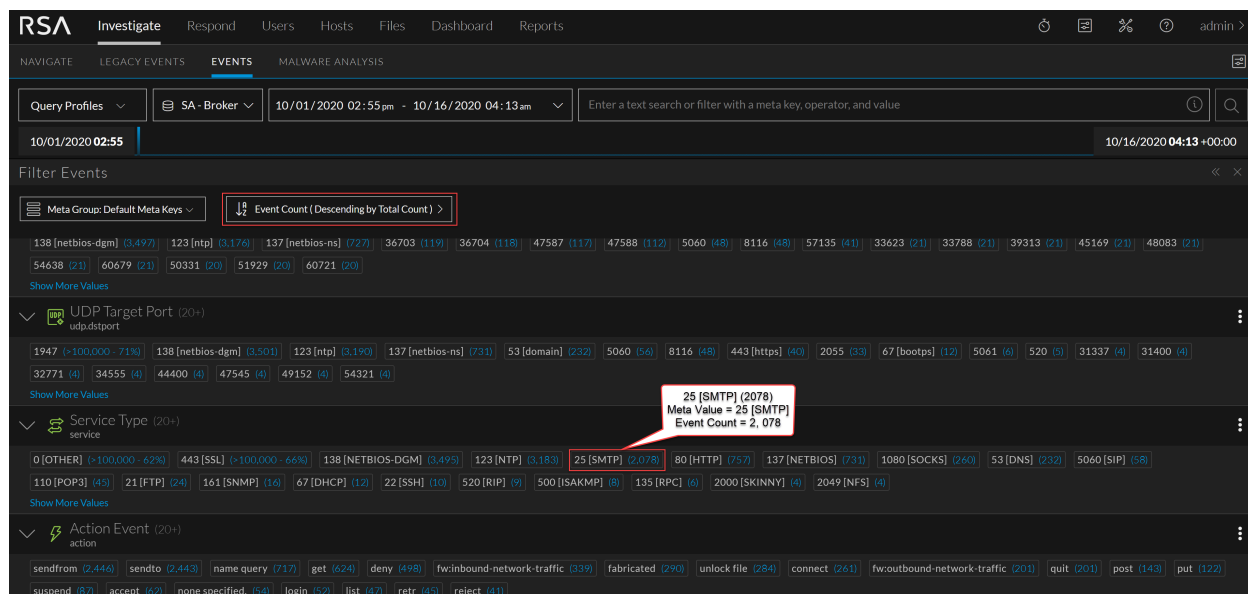 RSA Investigate Respond Users Hosts Files Dashboard Reports admin >
NAVIGATE LEGACY EVENTS EVENTS MALWARE ANALYSIS
Query Profiles SA - Broker 10/01/2020 02:55 pm - 10/16/2020 04:13 am Enter a text search or filter with a meta key, operator, and value
10/01/2020 02:55 10/16/2020 04:13 +00:00
Filter Events
Meta Group: Default Meta Keys Event Count ( Descending by Total Count ) >
138 [netbios-dgm] (3,497) 123 [ntp] (3,176) 137 [netbios-ns] (727) 36703 (119) 36704 (118) 47587 (117) 47588 (112) 5060 (48) 8116 (48) 57135 (41) 33623 (21) 33788 (21) 39313 (21) 45169 (21) 48083 (21)
54638 (21) 60679 (21) 50331 (20) 51929 (20) 60721 (20)
Show More Values
UDP UDP Target Port (20+)
udp.dstport
1947 (>100,000 - 71%) 138 [netbios-dgm] (3,501) 123 [ntp] (3,190) 137 [netbios-ns] (731) 53 [domain] (232) 5060 (56) 8116 (48) 443 [https] (40) 2055 (33) 67 [bootps] (12) 5061 (6) 520 (5) 31337 (4) 31400 (4)
32771 (4) 34555 (4) 44400 (4) 47545 (4) 49152 (4) 54321 (4)
Show More Values
25 [SMTP] (2078)
Meta Value = 25 [SMTP]
Event Count = 2, 078
Service Type (20+)
service
0 [OTHER] (>100,000 - 62%) 443 [SSL] (>100,000 - 66%) 138 [NETBIOS-DGM] (3,495) 123 [NTP] (3,183) 25 [SMTP] (2,078) 80 [HTTP] (757) 137 [NETBIOS] (731) 1080 [SOCKS] (260) 53 [DNS] (232) 5060 [SIP] (58)
110 [POP3] (45) 21 [FTP] (24) 161 [SNMP] (16) 67 [DHCP] (12) 22 [SSH] (10) 520 [RIP] (9) 500 [ISAKMP] (8) 135 [RPC] (6) 2000 [SKINNY] (4) 2049 [NFS] (4)
Show More Values
Action Event (20+)
action
sendfrom (2,446) sendto (2,443) name query (717) get (624) deny (498) fw:inbound-network-traffic (339) fabricated (290) unlock file (284) connect (261) fw:outbound-network-traffic (201) quit (201) post (143) put (122)
suspend (87) accept (62) none specified. (54) login (52) list (47) retr (45) reject (41)